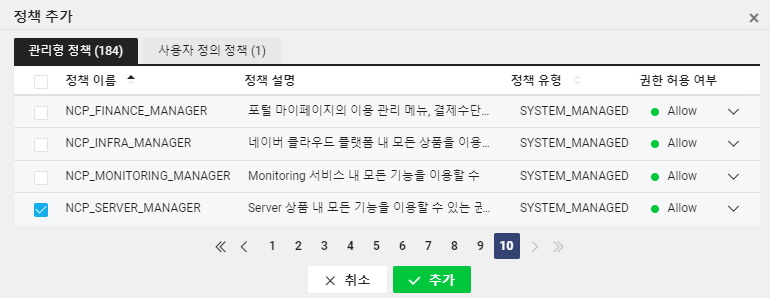 정책 추가
관리형 정책 (184) 사용자 정의 정책 (1)
정책 이름 정책 설명 정책 유형 권한 허용 여부
NCP_FINANCE_MANAGER 포털 마이페이지의 이용 관리 메뉴, 결제수단... SYSTEM_MANAGED Allow
NCP_INFRA_MANAGER 네이버 클라우드 플랫폼 내 모든 상품을 이용... SYSTEM_MANAGED Allow
NCP_MONITORING_MANAGER Monitoring 서비스 내 모든 기능을 이용할 수 SYSTEM_MANAGED Allow
NCP_SERVER_MANAGER Server 상품 내 모든 기능을 이용할 수 있는 권... SYSTEM_MANAGED Allow
1 2 3 4 5 6 7 8 9 10
취소 추가